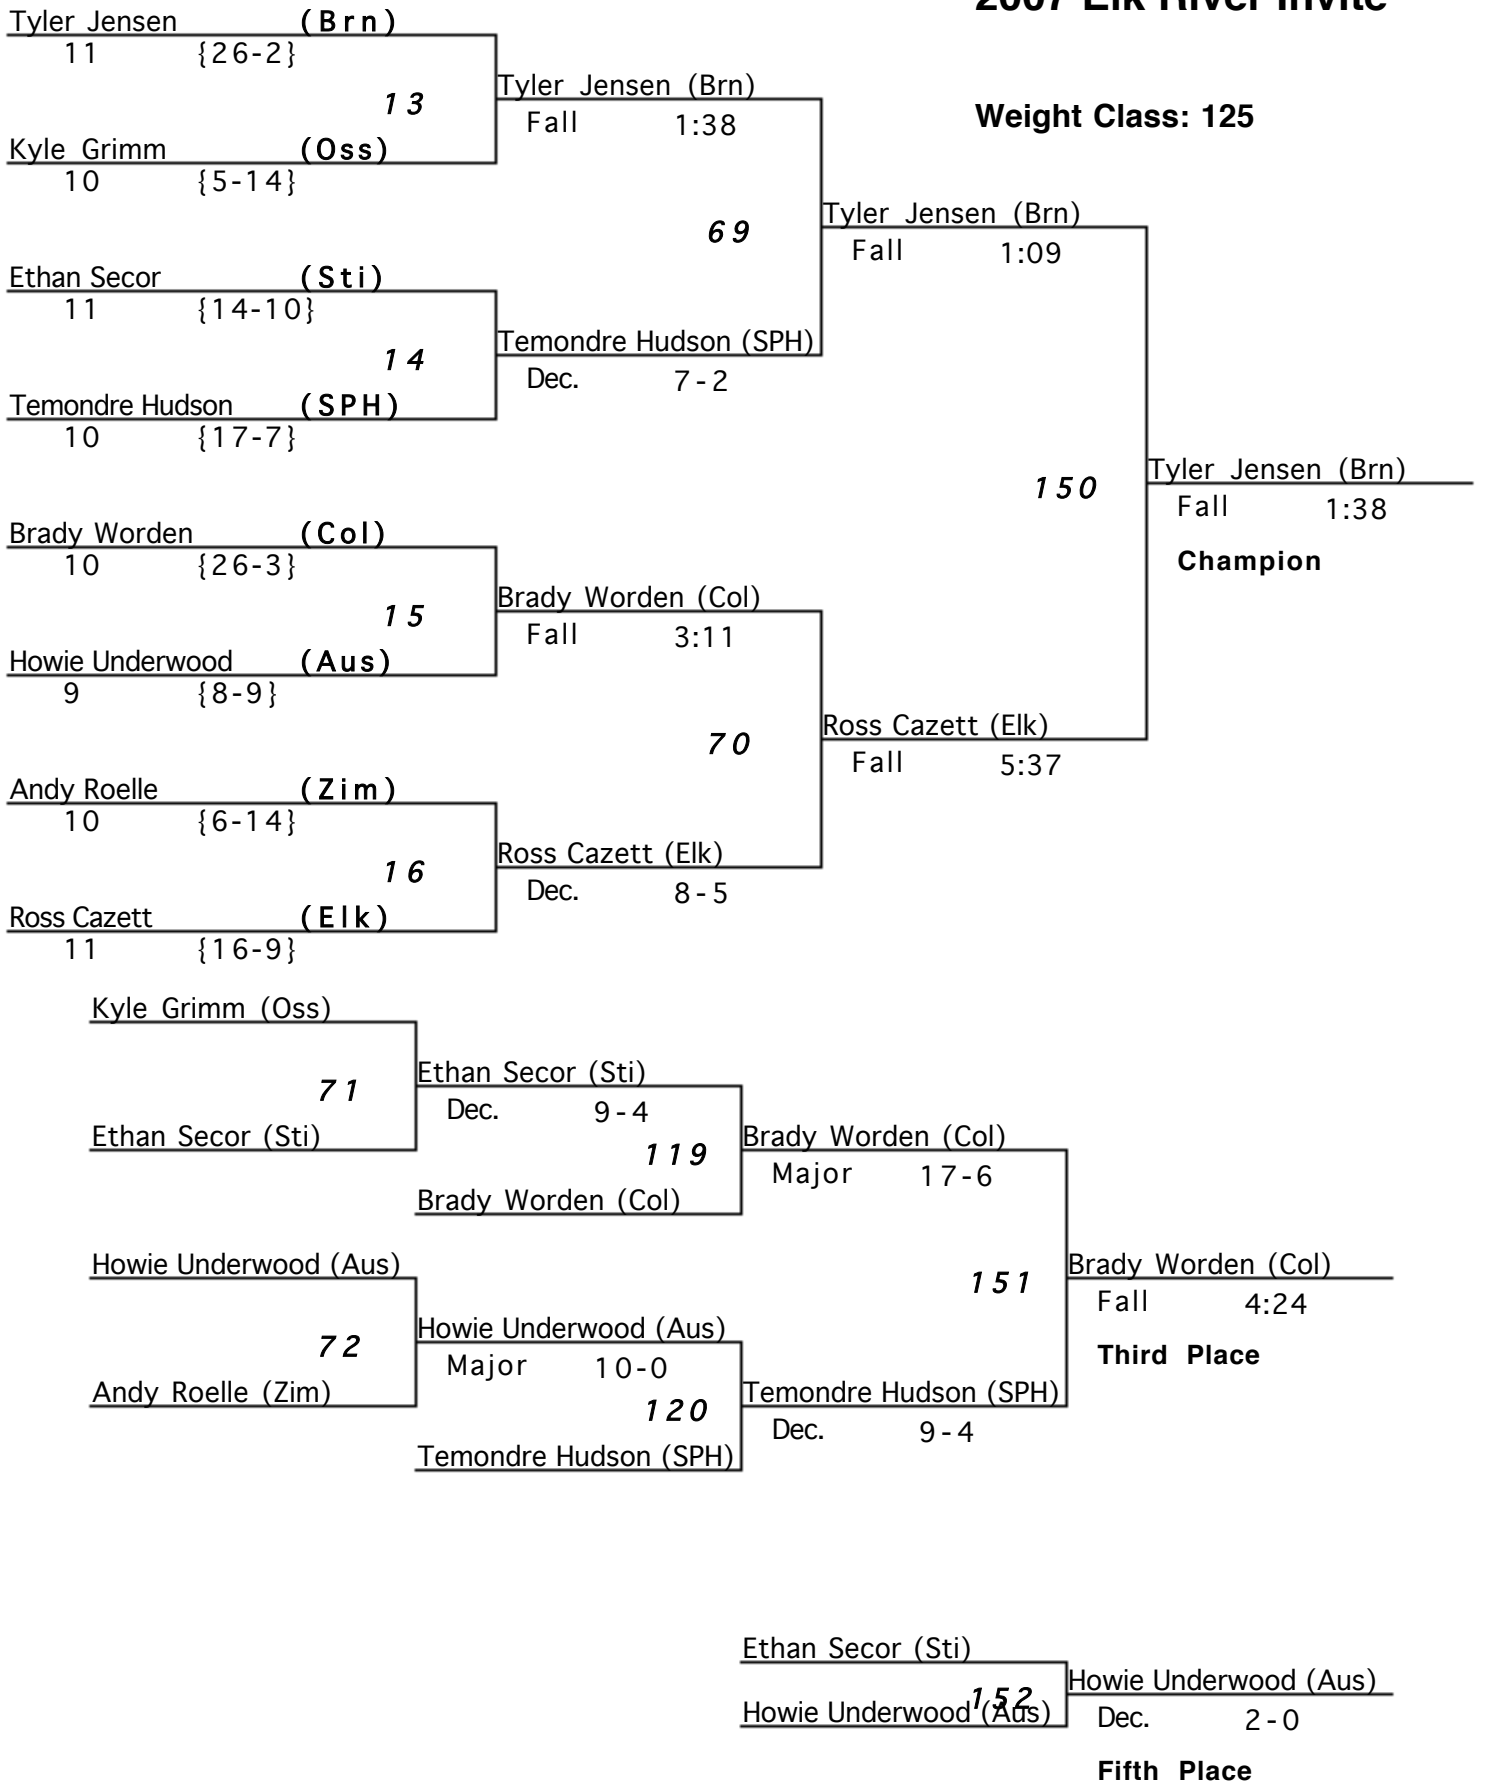 2007 Elk River Invite
Weight Class: 125
Tyler Jensen (Brn)
11 {26-2}
13
Kyle Grimm (Oss)
10 {5-14}
Tyler Jensen (Brn)
Fall 1:38
69
Ethan Secor (Sti)
11 {14-10}
14
Temondre Hudson (SPH)
10 {17-7}
Temondre Hudson (SPH)
Dec. 7-2
Tyler Jensen (Brn)
Fall 1:09
150
Brady Worden (Col)
10 {26-3}
15
Howie Underwood (Aus)
9 {8-9}
Brady Worden (Col)
Fall 3:11
70
Andy Roelle (Zim)
10 {6-14}
16
Ross Cazett (Elk)
11 {16-9}
Ross Cazett (Elk)
Dec. 8-5
Ross Cazett (Elk)
Fall 5:37
Tyler Jensen (Brn)
Fall 1:38
Champion
Kyle Grimm (Oss)
71
Ethan Secor (Sti)
Ethan Secor (Sti)
Dec. 9-4
119
Brady Worden (Col)
Brady Worden (Col)
Major 17-6
151
Howie Underwood (Aus)
72
Andy Roelle (Zim)
Howie Underwood (Aus)
Major 10-0
120
Temondre Hudson (SPH)
Temondre Hudson (SPH)
Dec. 9-4
Brady Worden (Col)
Fall 4:24
Third Place
Ethan Secor (Sti)
152
Howie Underwood (Aus)
Howie Underwood (Aus)
Dec. 2-0
Fifth Place